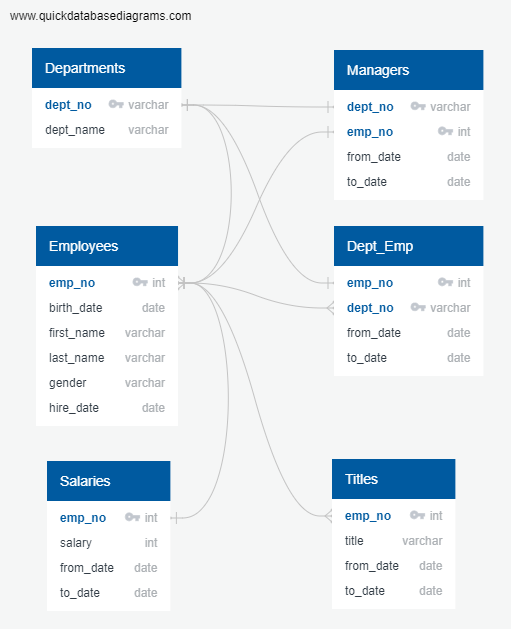 www.quickdatabasediagrams.com
Departments
dept_no varchar
dept_name varchar
Managers
dept_no varchar
emp_no int
from_date date
to_date date
Employees
emp_no int
birth_date date
first_name varchar
last_name varchar
gender varchar
hire_date date
Dept_Emp
emp_no int
dept_no varchar
from_date date
to_date date
Salaries
emp_no int
salary int
from_date date
to_date date
Titles
emp_no int
title varchar
from_date date
to_date date